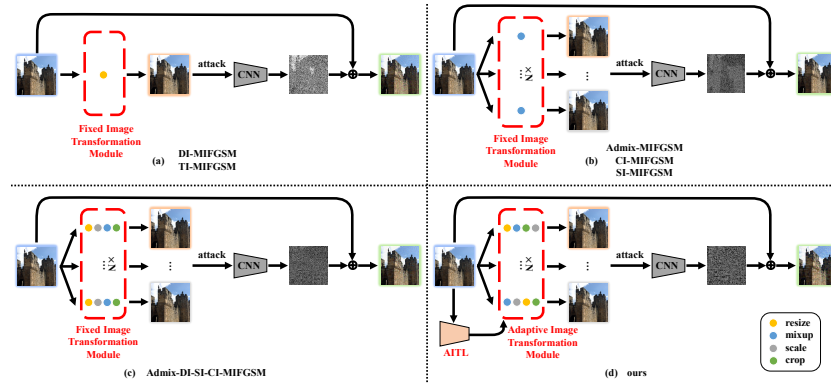 attack
CNN
Fixed Image
Transformation
Module
(a) DI-MIFGSM
TI-MIFGSM
N×
...
...
attack
CNN
Fixed Image
Transformation
Module
(b) Admix-MIFGSM
CI-MIFGSM
SI-MIFGSM
N×
...
...
attack
CNN
Fixed Image
Transformation
Module
(c) Admix-DI-SI-CI-MIFGSM
N×
...
...
attack
CNN
AITL
Adaptive Image
Transformation
Module
(d) ours
resize
mixup
scale
crop